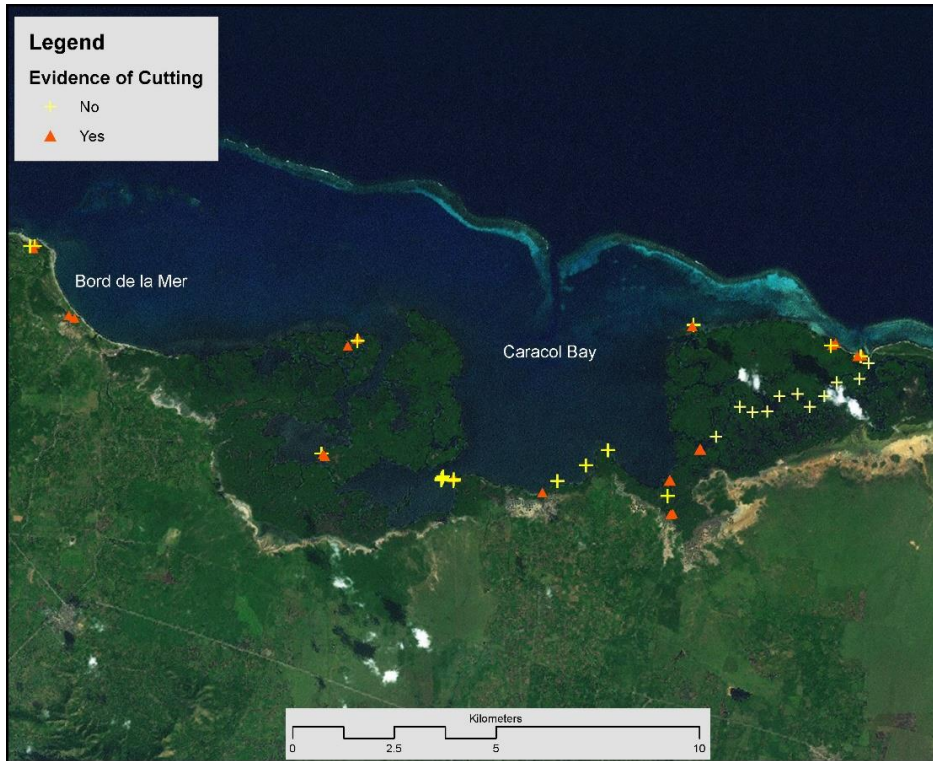 Legend
Evidence of Cutting
No
Yes
Bord de la Mer
Caracol Bay
Kilometers
0 2.5 5 10